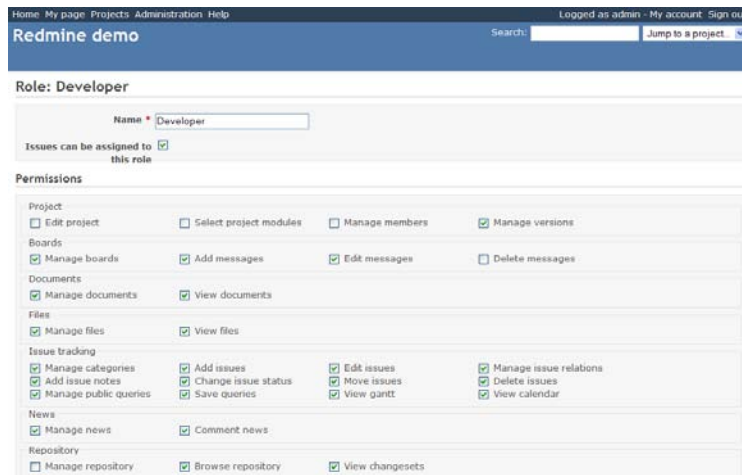 Home My page Projects Administration Help Logged as admin - My account Sign ou
Redmine demo Search: Jump to a project...
Role: Developer
Name * Developer
Issues can be assigned to
this role
Permissions
Project
Edit project Select project modules Manage members Manage versions
Boards
Manage boards Add messages Edit messages Delete messages
Documents
Manage documents View documents
Files
Manage files View files
Issue tracking
Manage categories Add issues Edit issues Manage issue relations
Add issue notes Change issue status Move issues Delete issues
Manage public queries Save queries View gantt View calendar
News
Manage news Comment news
Repository
Manage repository Browse repository View changesets